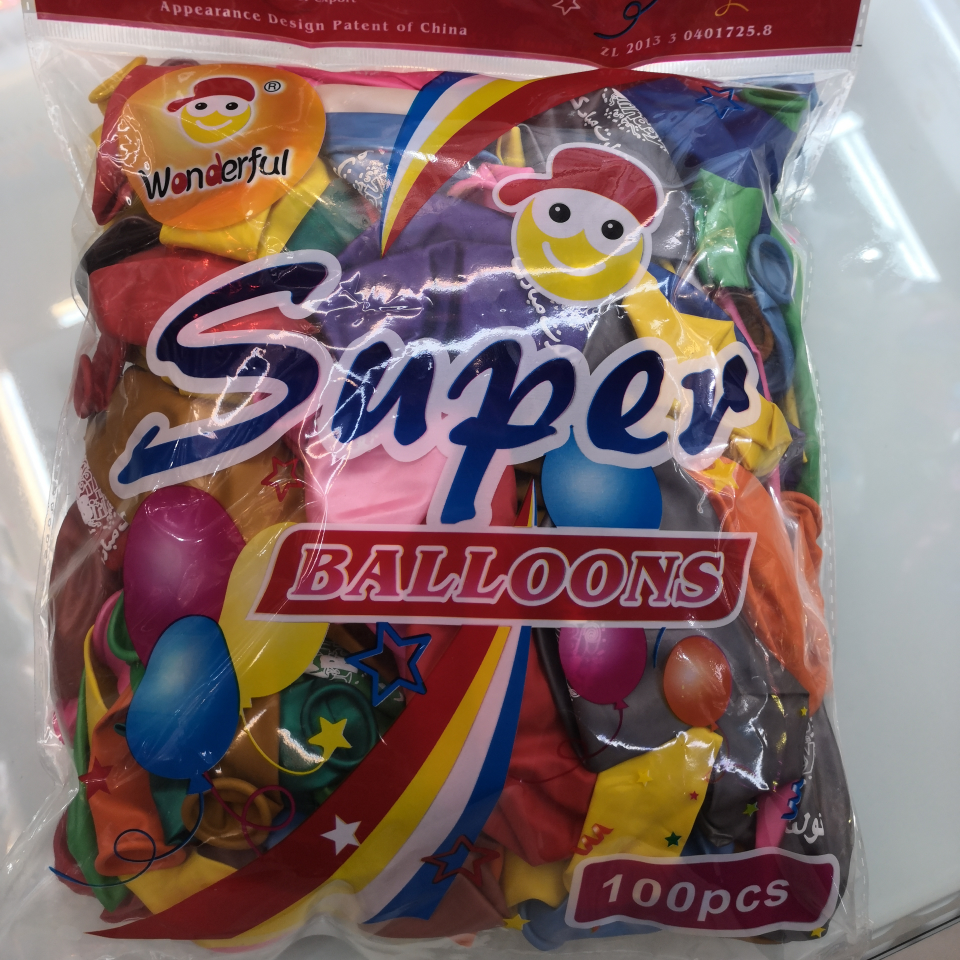 Appearance Design Patent of China
ZL 2013 3 0401725.8
Wonderful ®
Super
BALLOONS
100pcs